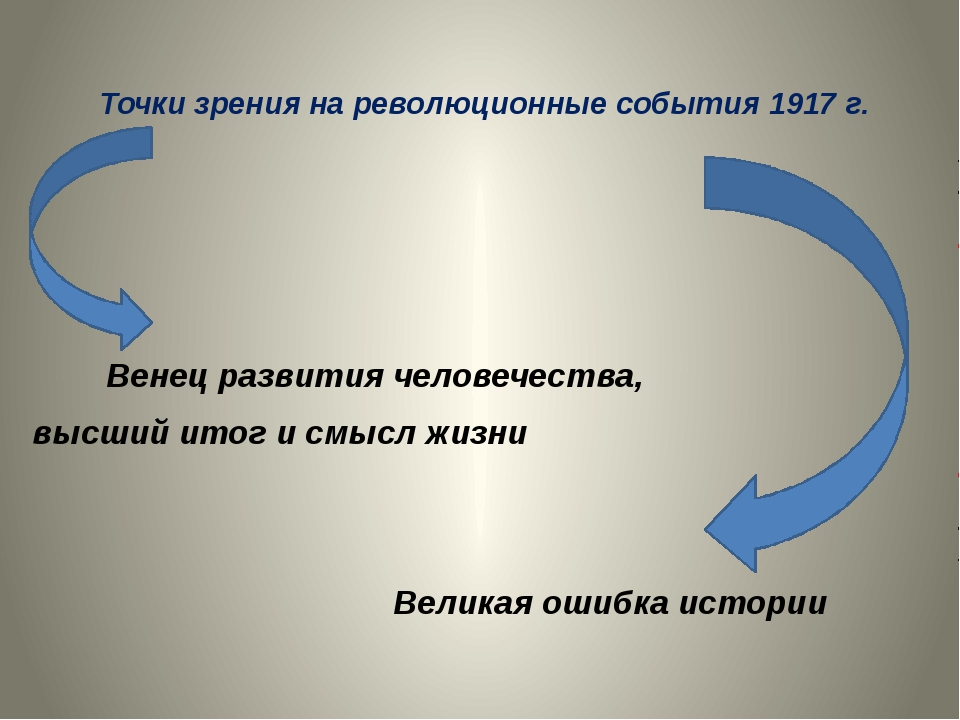 Точки зрения на революционные события 1917 г.
Венец развития человечества,
высший итог и смысл жизни
Великая ошибка истории